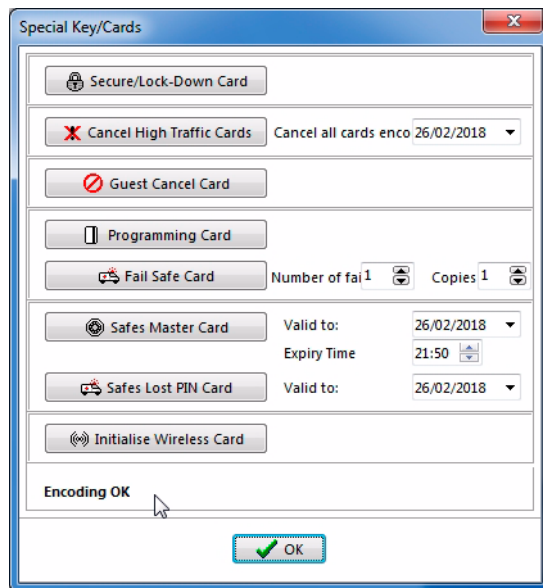 Special Key/Cards
Secure/Lock-Down Card
Cancel High Traffic Cards Cancel all cards enco 26/02/2018
Guest Cancel Card
Programming Card
Fail Safe Card Number of fai 1 Copies 1
Safes Master Card Valid to: 26/02/2018
Expiry Time 21:50
Safes Lost PIN Card Valid to: 26/02/2018
Initialise Wireless Card
Encoding OK
OK